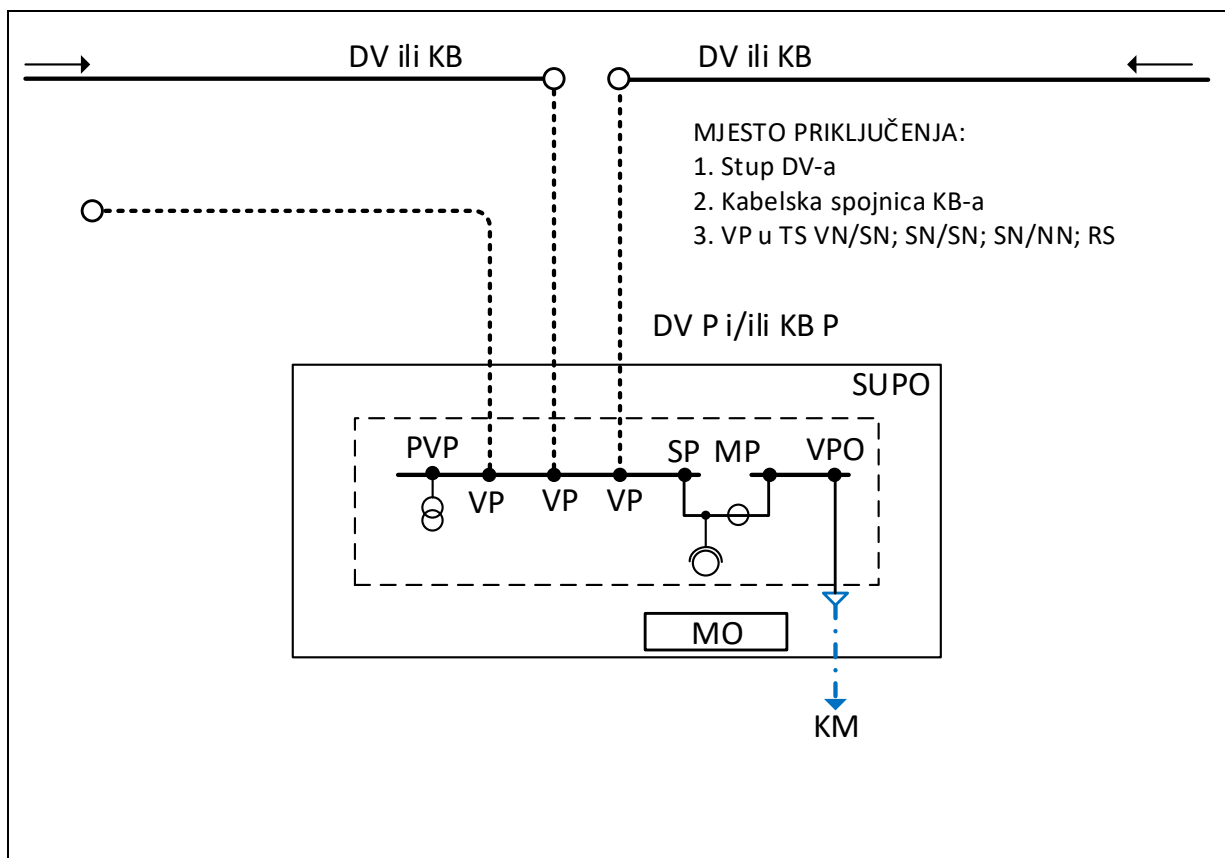 DV ili KB
DV ili KB
MJESTO PRIKLJUČENJA:
1. Stup DV-a
2. Kabelska spojnica KB-a
3. VP u TS VN/SN; SN/SN; SN/NN; RS
DV P i/ili KB P
SUPO
PVP
SP
MP
VPO
VP
VP
VP
MO
KM